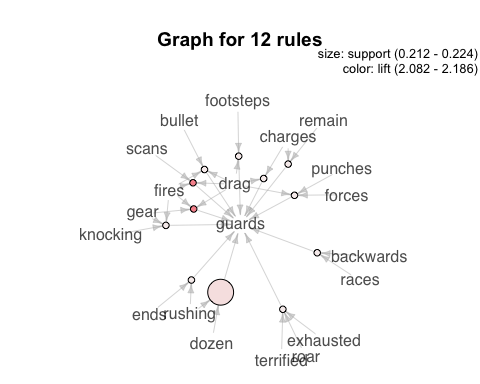 Graph for 12 rules
size: support (0.212 - 0.224)
color: lift (2.082 - 2.186)
footsteps
bullet
remain
charges
scans
punches
drag
fires
forces
gear
guards
knocking
backwards
races
ends
rushing
dozen
exhausted
roar
terrified